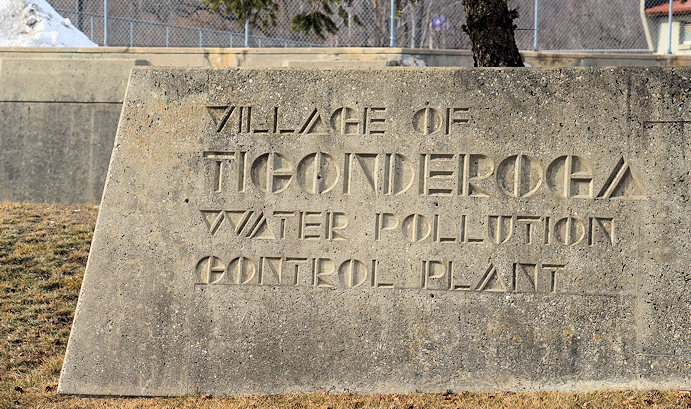 VILLAGE OF
TICONDEROGA
WATER POLLUTION
CONTROL PLANT